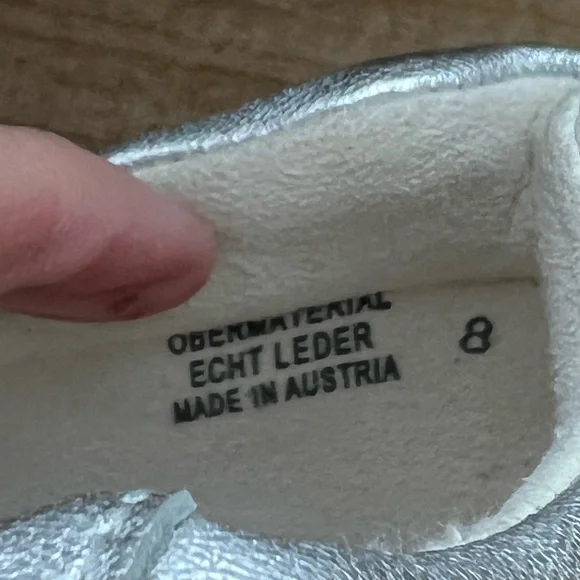 OBERMATERIAL
ECHT LEDER
MADE IN AUSTRIA
8